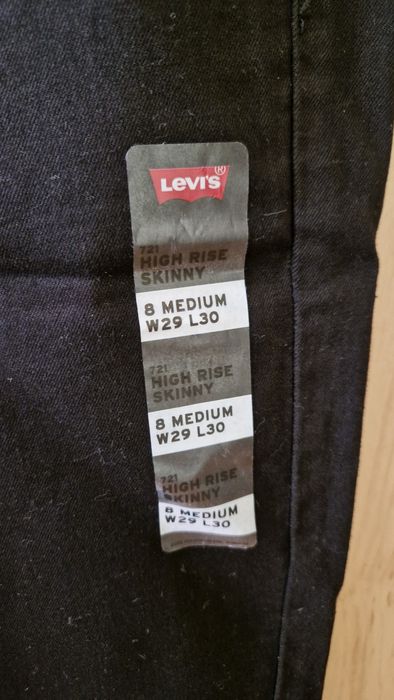 Levi's®
721
HIGH RISE
SKINNY
8 MEDIUM
W29 L30
721
HIGH RISE
SKINNY
8 MEDIUM
W29 L30
721
HIGH RISE
SKINNY
8 MEDIUM
W29 L30